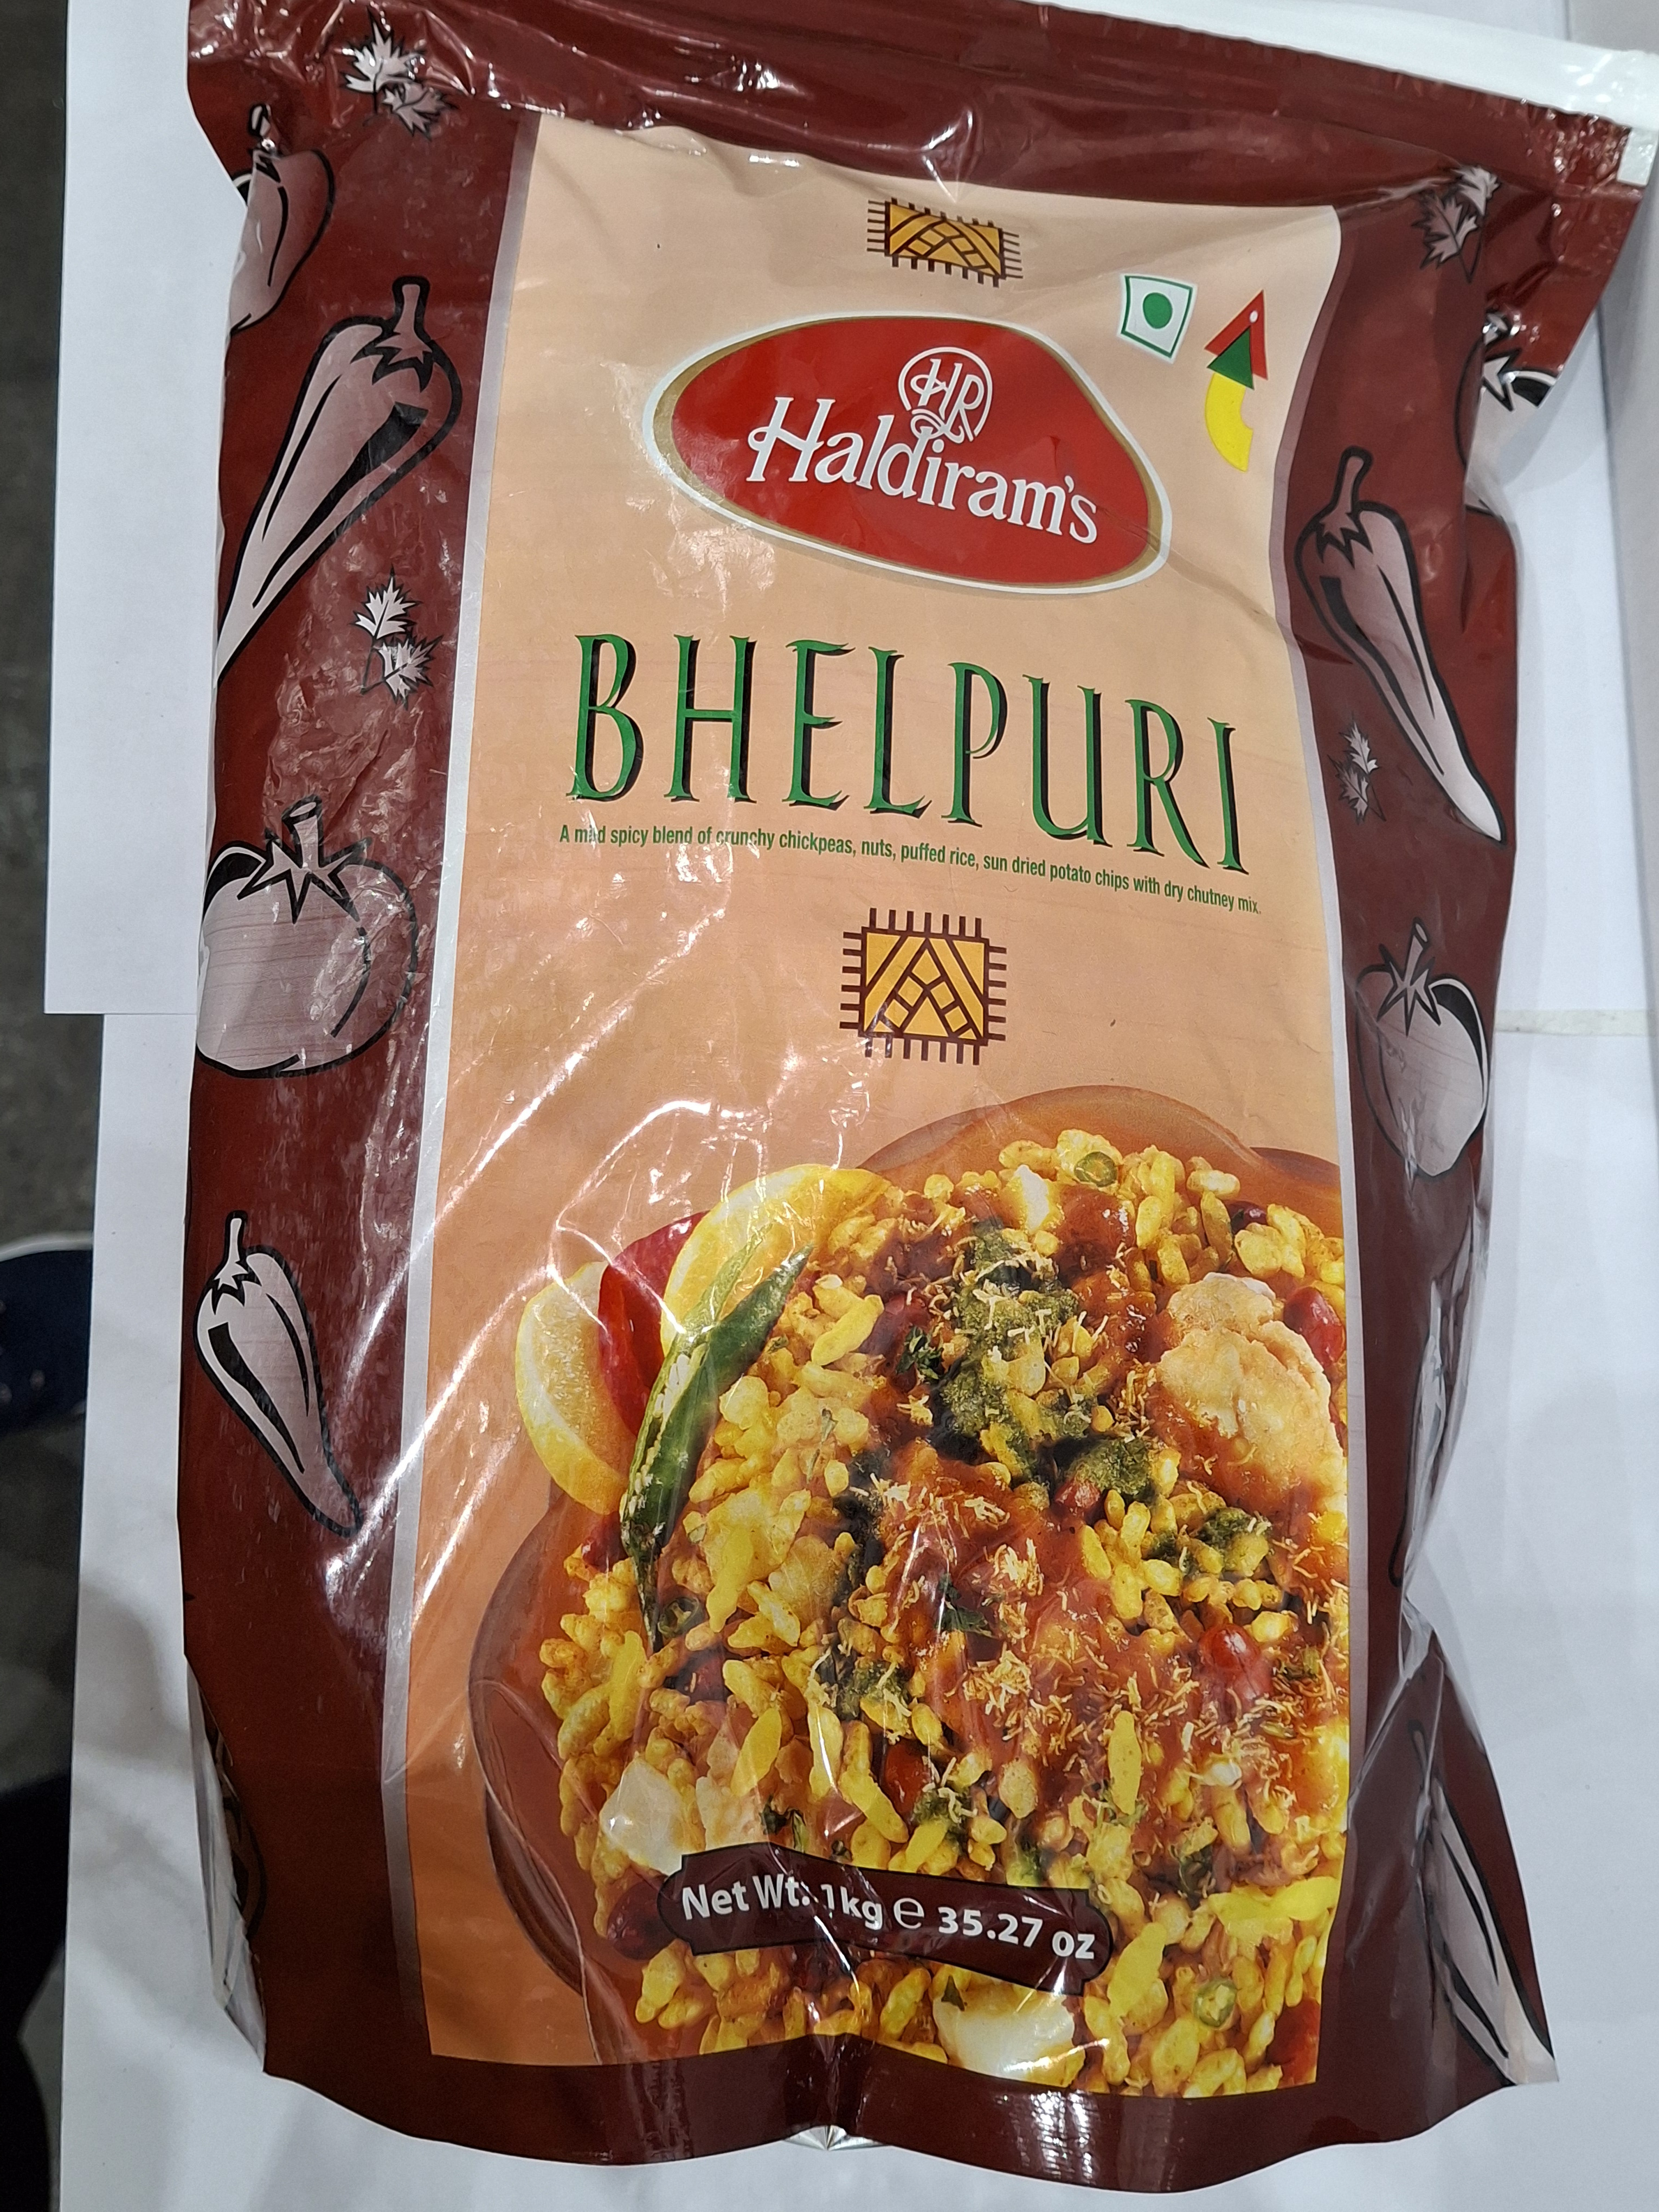 HR
Haldiram's
BHELPURI
A mild spicy blend of crunchy chickpeas, nuts, puffed rice, sun dried potato chips with dry chutney mix.
Net Wt: 1kg ℮ 35.27 oz